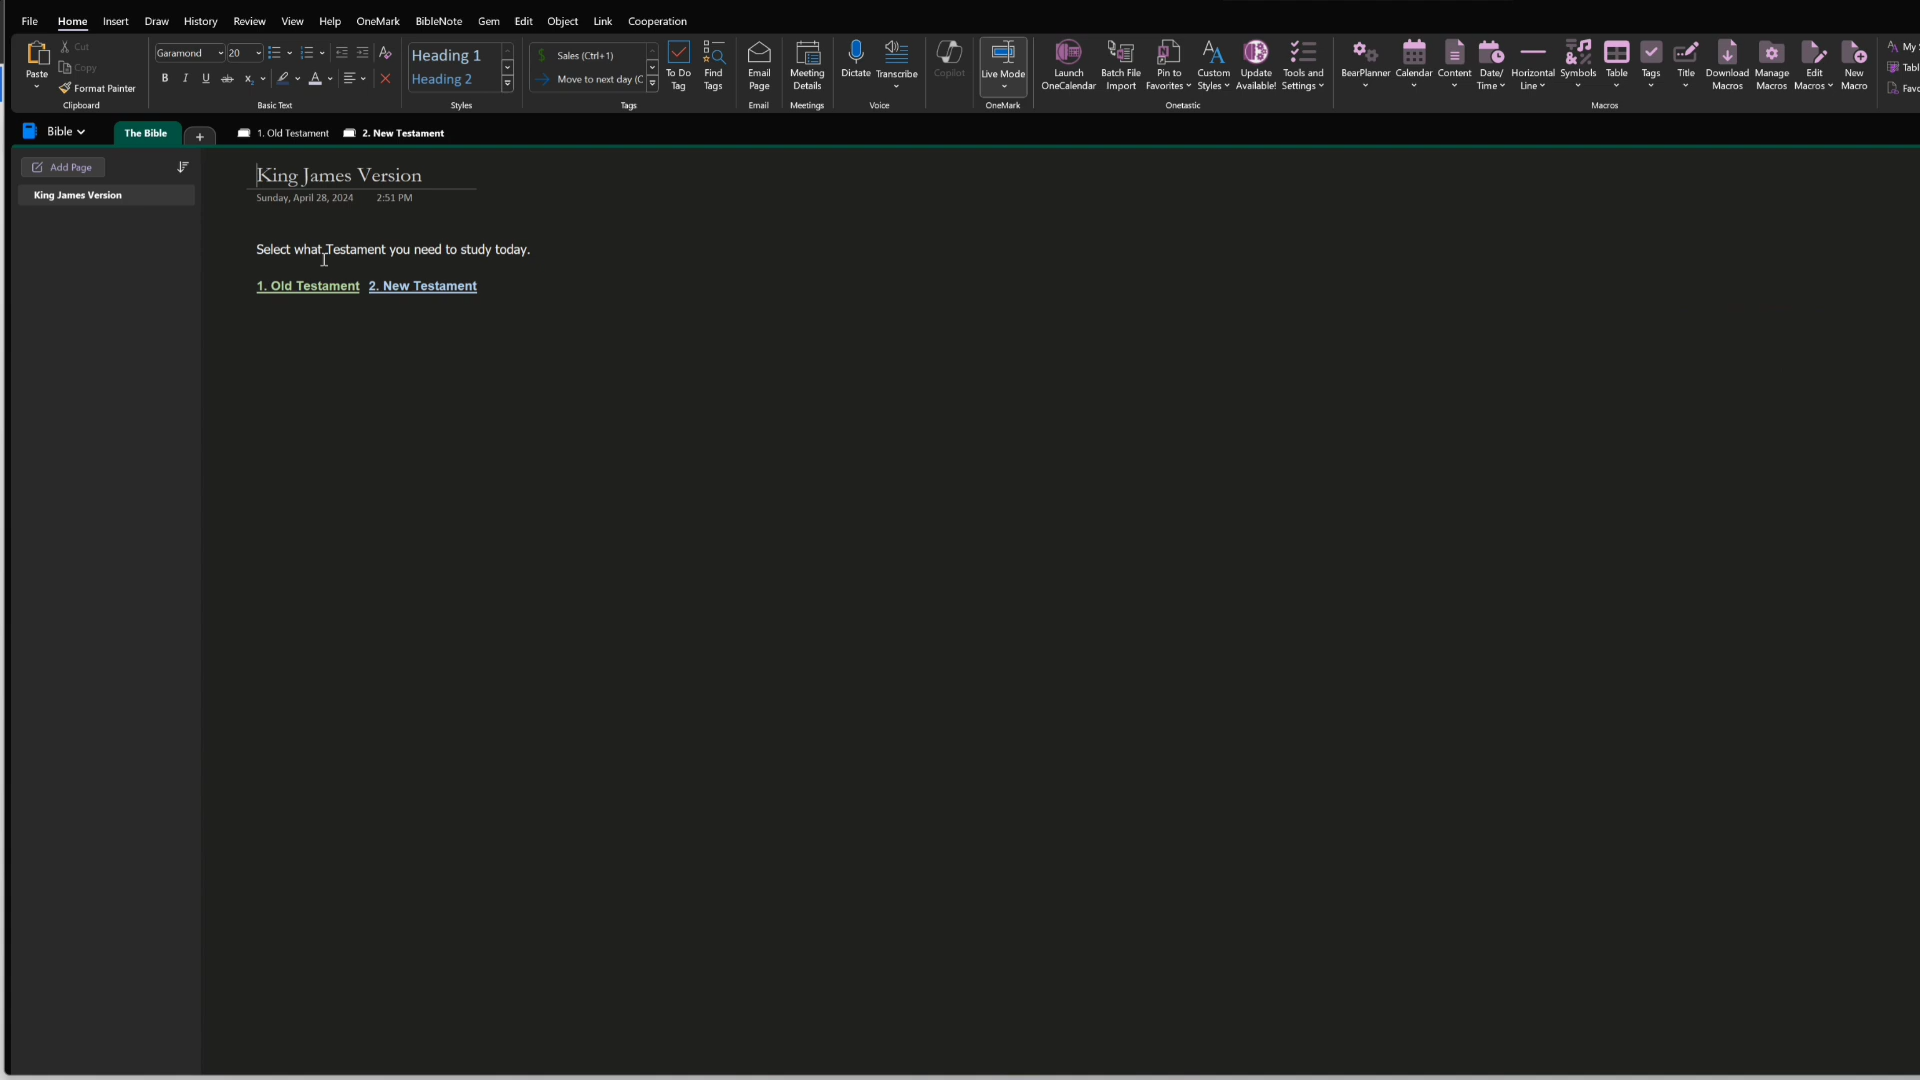 File Home Insert Draw History Review View Help OneMark BibleNote Gem Edit Object Link Cooperation
Paste
Cut
Copy
Format Painter
Clipboard
Garamond 20
Basic Text
Heading 1
Heading 2
Styles
Sales (Ctrl+1)
Move to next day (C
Tags
To Do Tag
Find Tags
Email Page
Email
Meeting Details
Meetings
Dictate
Transcribe
Voice
Copilot
Live Mode
OneMark
Launch OneCalendar
Batch File Import
Pin to Favorites
Custom Styles
Update Available!
Tools and Settings
Onetastic
BearPlanner
Calendar
Content
Date/ Time
Horizontal Line
Symbols
Table
Tags
Title
Download Macros
Manage Macros
Edit Macros
New Macro
Macros
My
Tabl
Favo
Bible The Bible + 1. Old Testament 2. New Testament
Add Page
King James Version
King James Version
Sunday, April 28, 2024 2:51 PM
Select what Testament you need to study today.
1. Old Testament 2. New Testament